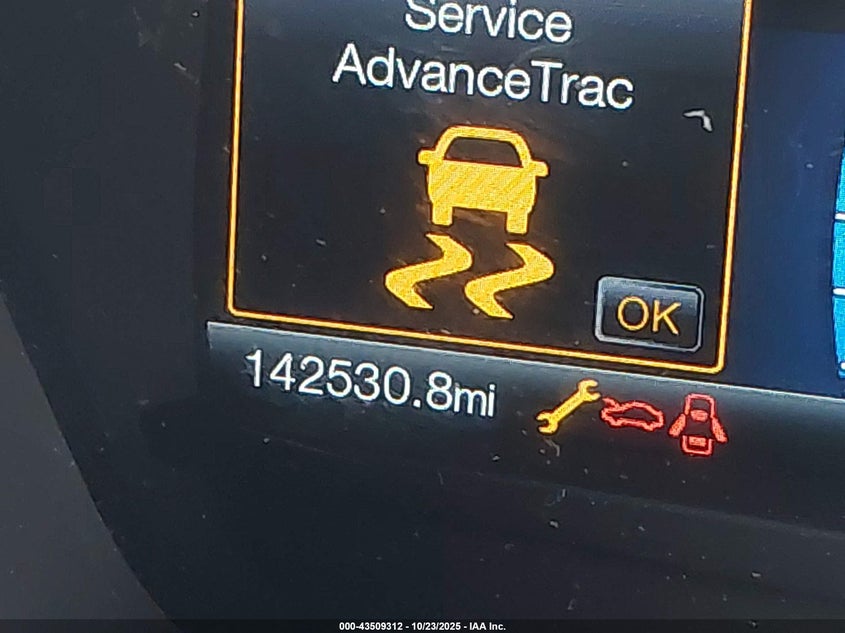 Service
AdvanceTrac
OK
142530.8mi
000-43509312 - 10/23/2025 - IAA Inc.